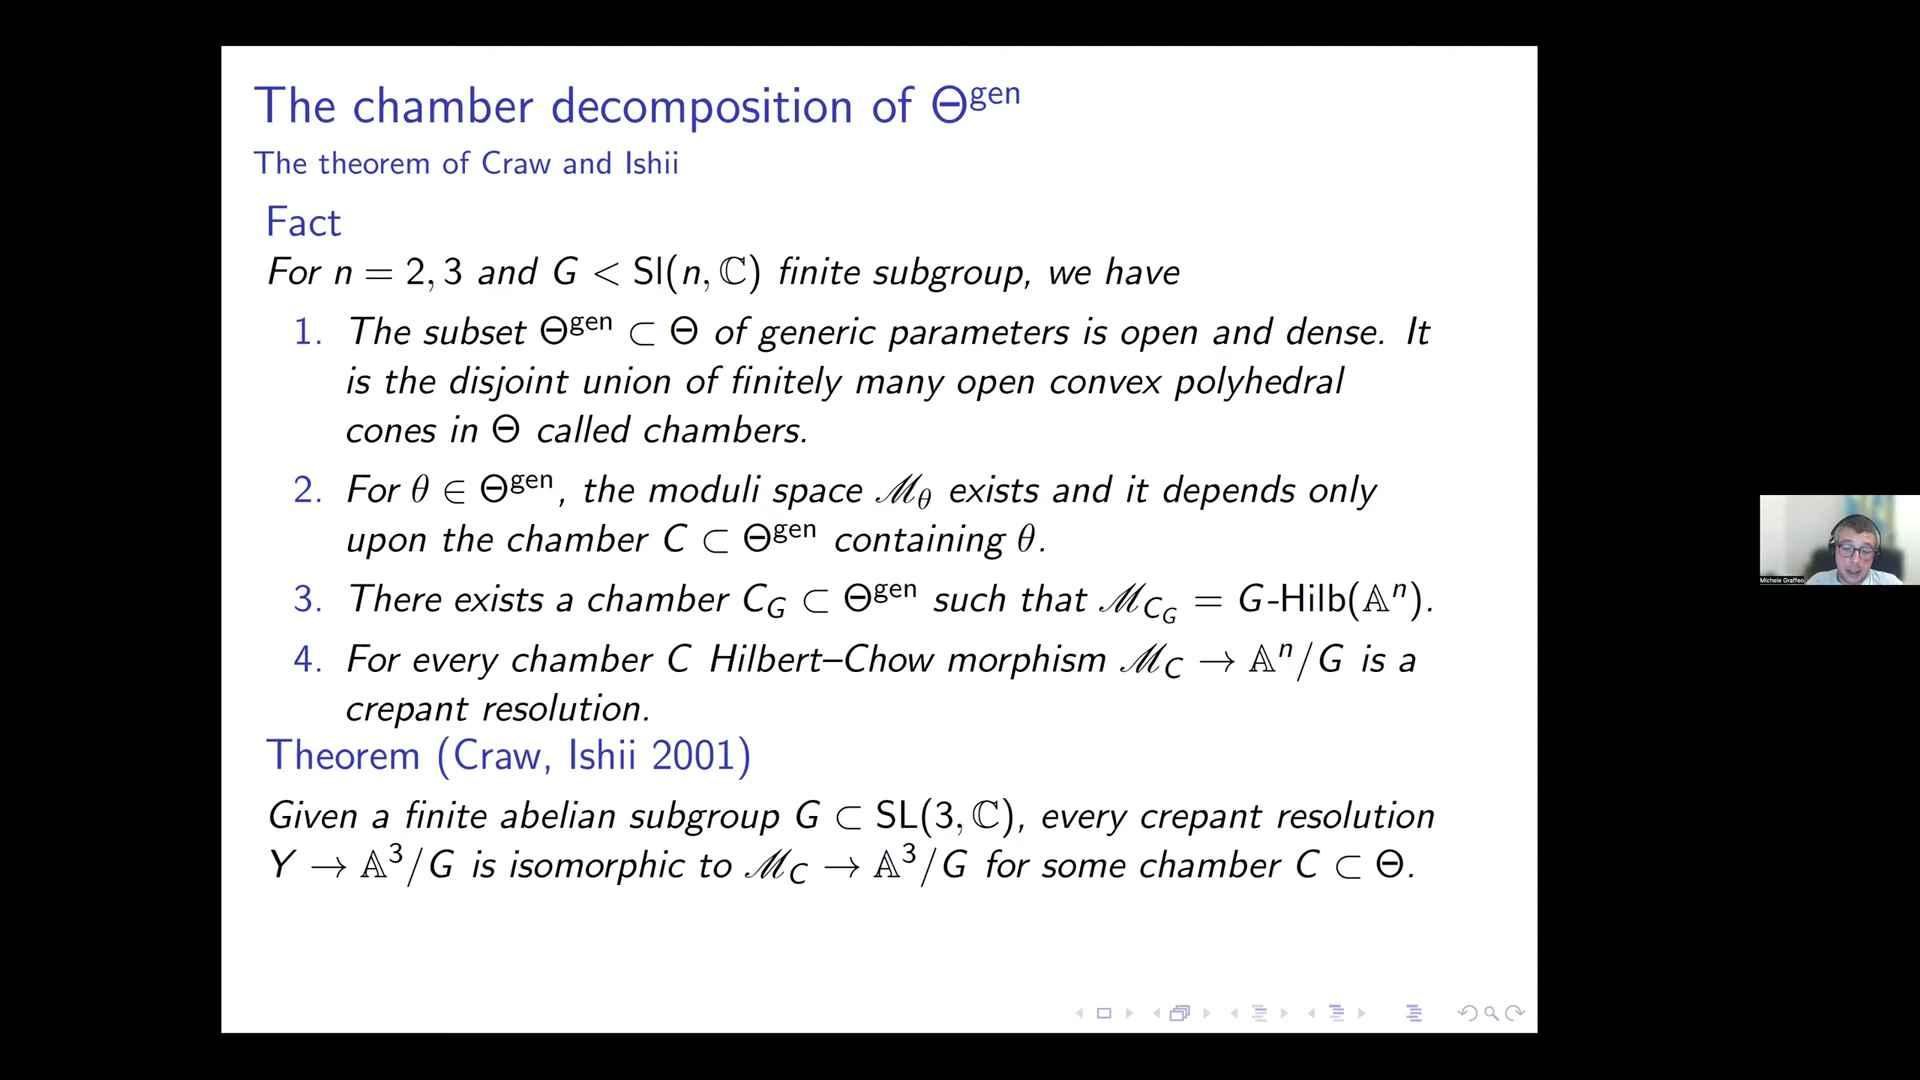 The chamber decomposition of Θ^gen
The theorem of Craw and Ishii
Fact
For n = 2, 3 and G < Sl(n, ℂ) finite subgroup, we have
1. The subset Θ^gen ⊂ Θ of generic parameters is open and dense. It
is the disjoint union of finitely many open convex polyhedral
cones in Θ called chambers.
2. For θ ∈ Θ^gen, the moduli space ℳ_θ exists and it depends only
upon the chamber C ⊂ Θ^gen containing θ.
3. There exists a chamber C_G ⊂ Θ^gen such that ℳ_{C_G} = G-Hilb(𝔸^n).
4. For every chamber C Hilbert–Chow morphism ℳ_C → 𝔸^n/G is a
crepant resolution.
Theorem (Craw, Ishii 2001)
Given a finite abelian subgroup G ⊂ SL(3, ℂ), every crepant resolution
Y → 𝔸^3/G is isomorphic to ℳ_C → 𝔸^3/G for some chamber C ⊂ Θ.
Michele Graffeo